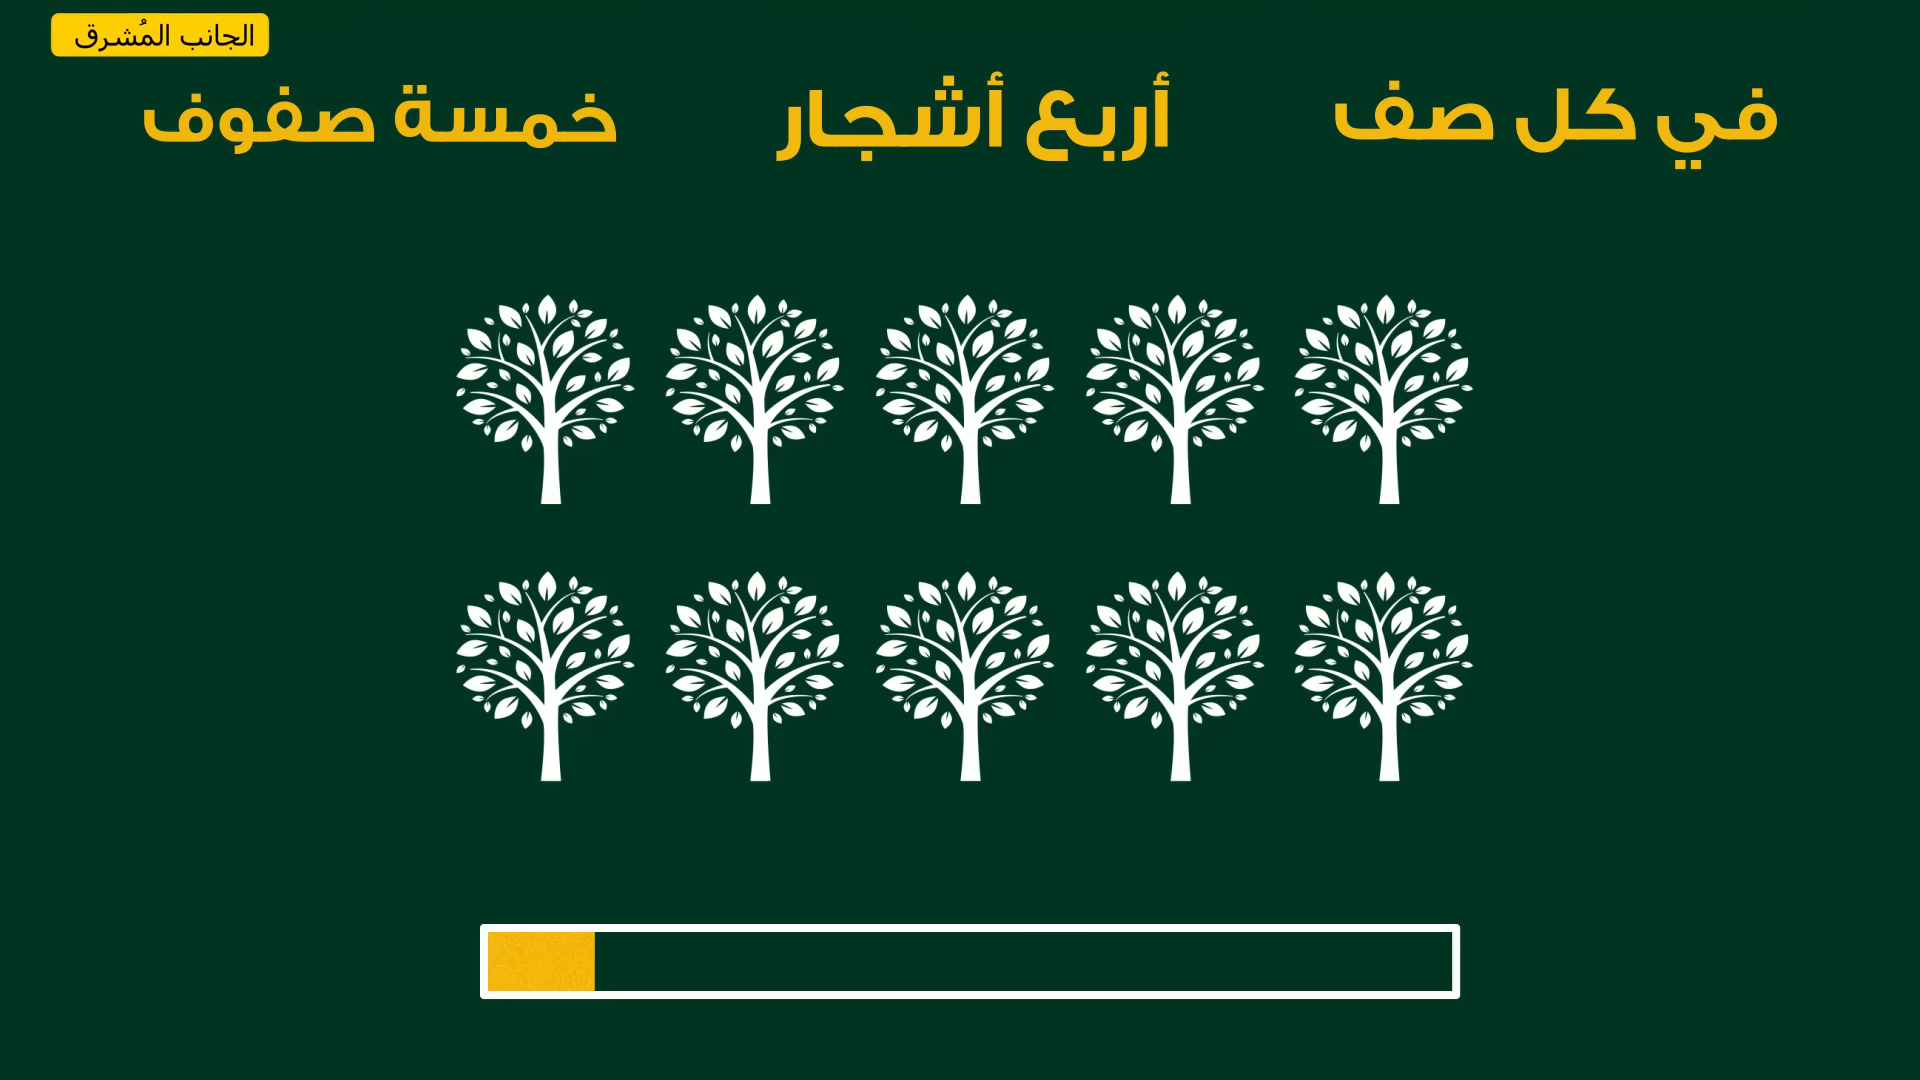 الجانب المُشرق
في كل صف أربع أشجار خمسة صفوف